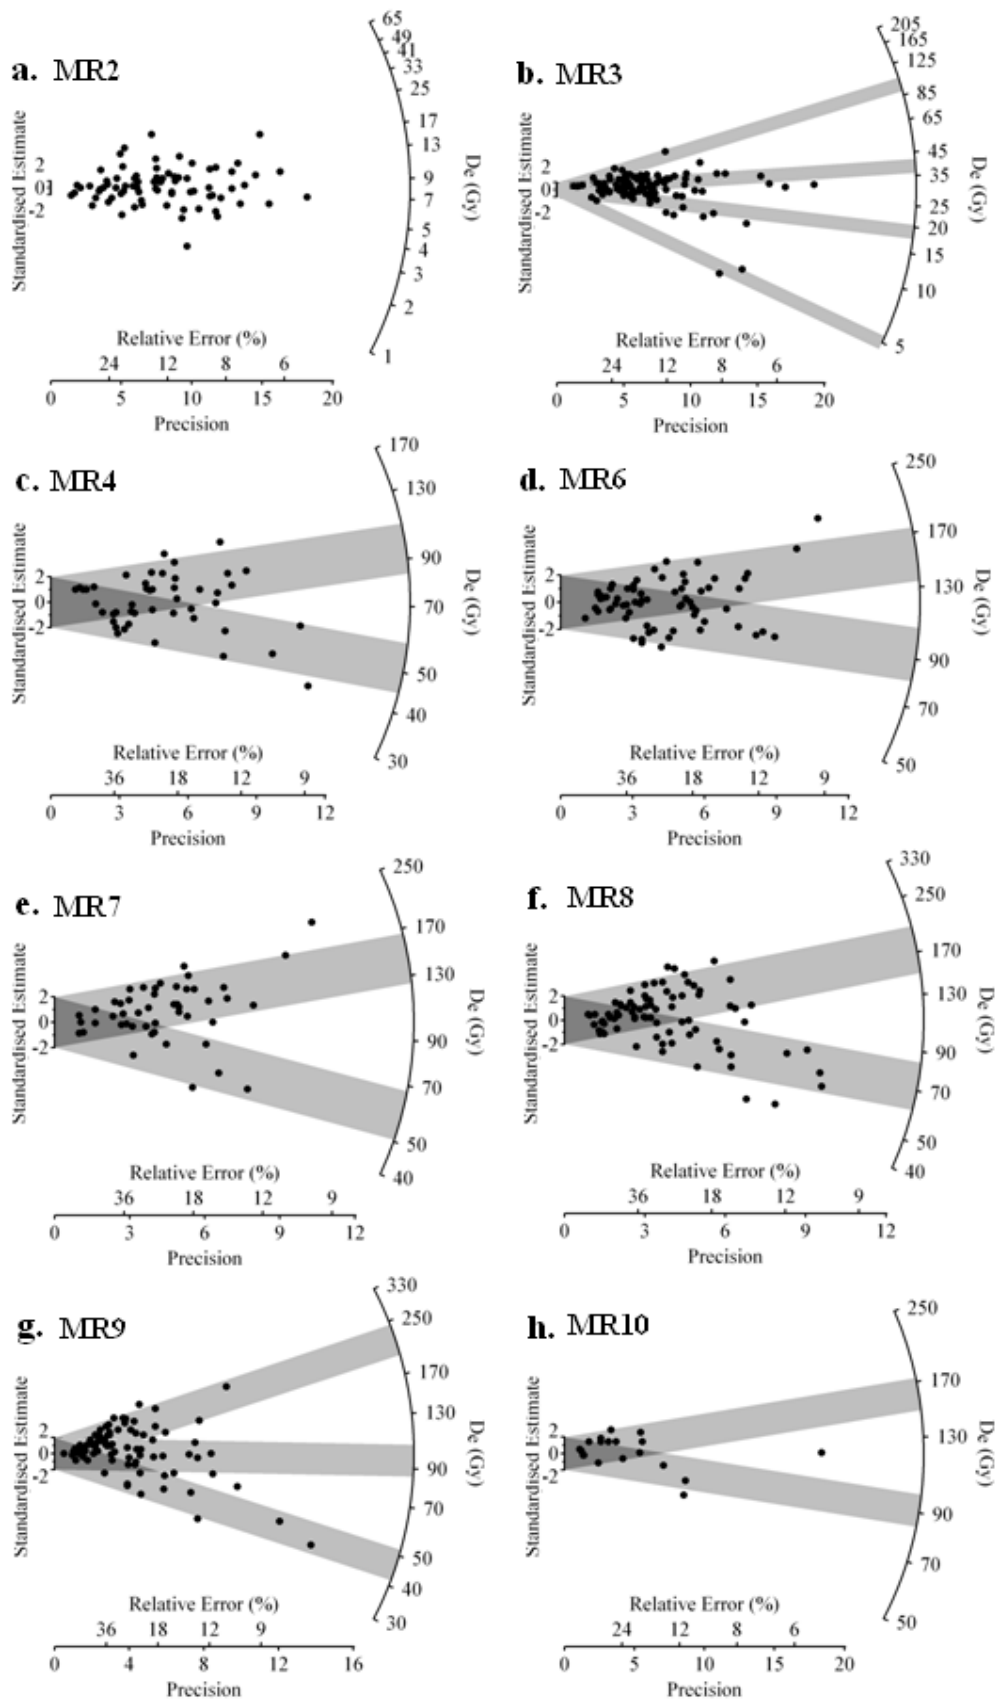 a. MR2
Standardised Estimate
2
0
-2
65
49
41
33
25
17
13
9
7
5
4
3
2
1
De (Gy)
Relative Error (%)
24 12 8 6
0 5 10 15 20
Precision
b. MR3
Standardised Estimate
2
0
-2
205
165
125
85
65
45
35
25
20
15
10
5
De (Gy)
Relative Error (%)
24 12 8 6
0 5 10 15 20
Precision
c. MR4
Standardised Estimate
2
0
-2
170
130
90
70
50
40
30
De (Gy)
Relative Error (%)
36 18 12 9
0 3 6 9 12
Precision
d. MR6
Standardised Estimate
2
0
-2
250
170
130
90
70
50
De (Gy)
Relative Error (%)
36 18 12 9
0 3 6 9 12
Precision
e. MR7
Standardised Estimate
2
0
-2
250
170
130
90
70
50
40
De (Gy)
Relative Error (%)
36 18 12 9
0 3 6 9 12
Precision
f. MR8
Standardised Estimate
2
0
-2
330
250
170
130
90
70
50
40
De (Gy)
Relative Error (%)
36 18 12 9
0 3 6 9 12
Precision
g. MR9
Standardised Estimate
2
0
-2
330
250
170
130
90
70
50
40
30
De (Gy)
Relative Error (%)
36 18 12 9
0 4 8 12 16
Precision
h. MR10
Standardised Estimate
2
0
-2
250
170
130
90
70
50
De (Gy)
Relative Error (%)
24 12 8 6
0 5 10 15 20
Precision